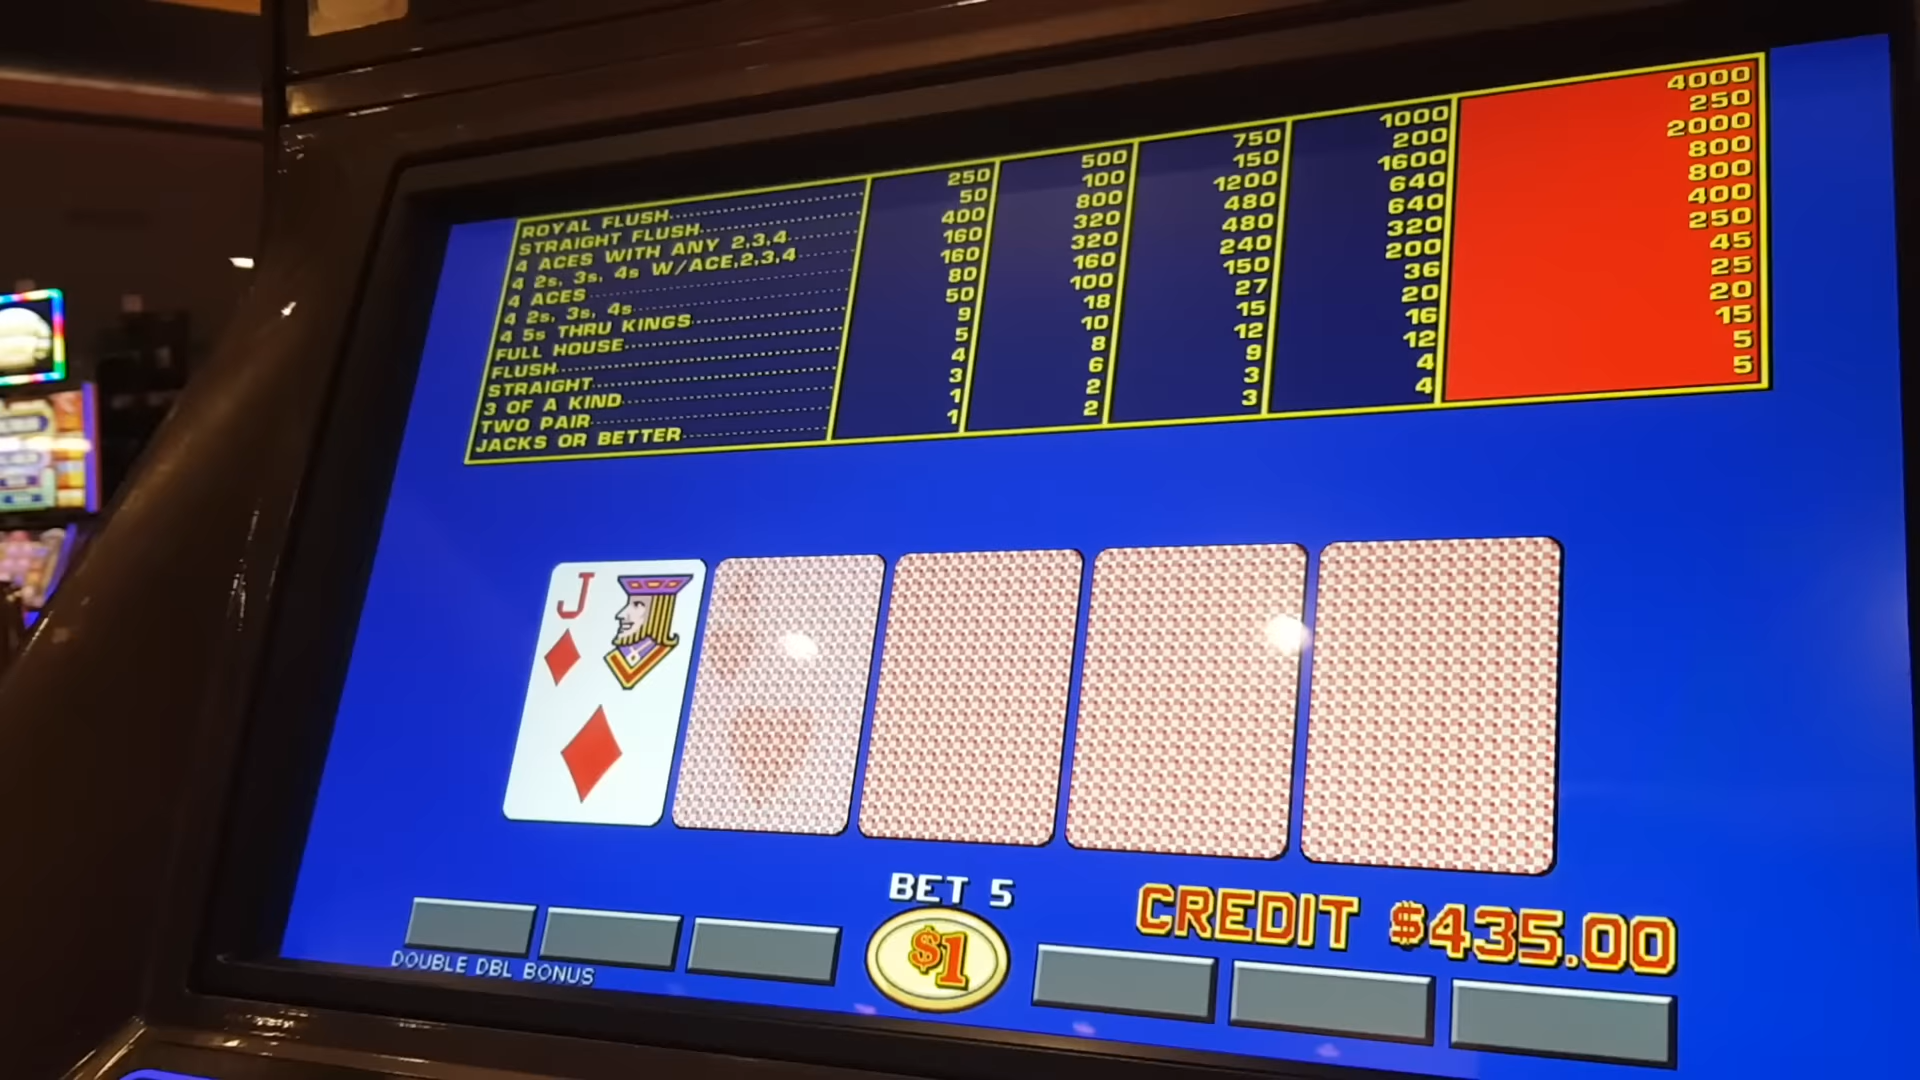 ROYAL FLUSH 250 500 750 1000 4000
STRAIGHT FLUSH 50 100 150 200 250
4 ACES WITH ANY 2,3,4 400 800 1200 1600 2000
4 2s, 3s, 4s W/ACE,2,3,4 160 320 480 640 800
4 ACES 160 320 480 640 800
4 2s, 3s, 4s 80 160 240 320 400
4 5s THRU KINGS 50 100 150 200 250
FULL HOUSE 9 18 27 36 45
FLUSH 5 10 15 20 25
STRAIGHT 4 8 12 16 20
3 OF A KIND 3 6 9 12 15
TWO PAIR 1 2 3 4 5
JACKS OR BETTER 1 2 3 4 5
J
BET 5
CREDIT $435.00
$1
DOUBLE DBL BONUS